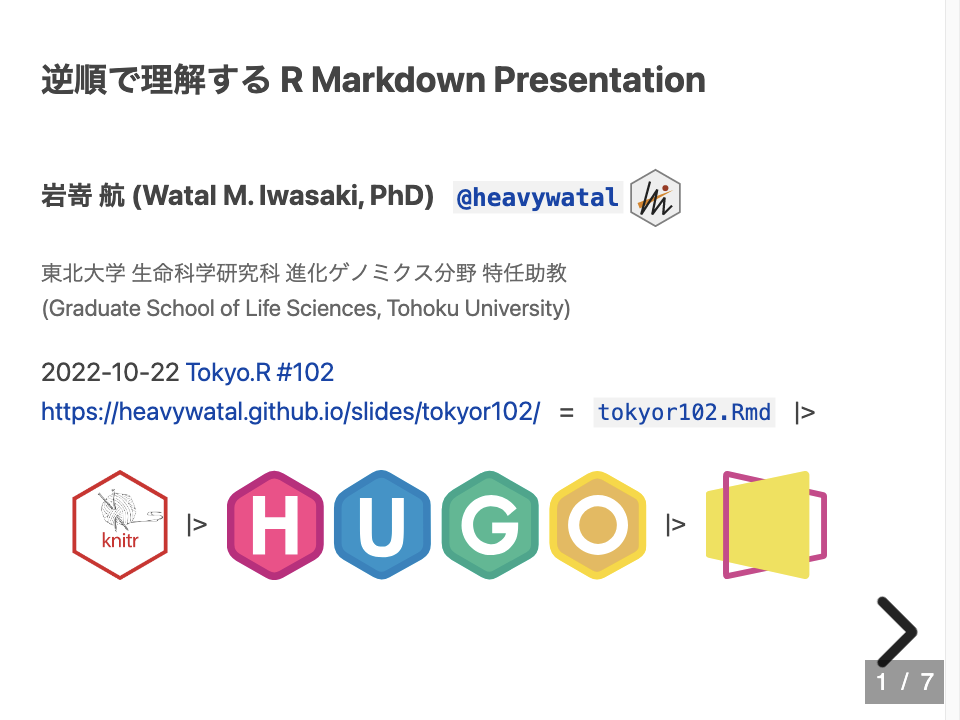 逆順で理解する R Markdown Presentation
岩嵜 航 (Watal M. Iwasaki, PhD) @heavywatal
東北大学 生命科学研究科 進化ゲノミクス分野 特任助教
(Graduate School of Life Sciences, Tohoku University)
2022-10-22 Tokyo.R #102
https://heavywatal.github.io/slides/tokyor102/ = tokyor102.Rmd |>
knitr |> HUGO |>
1 / 7